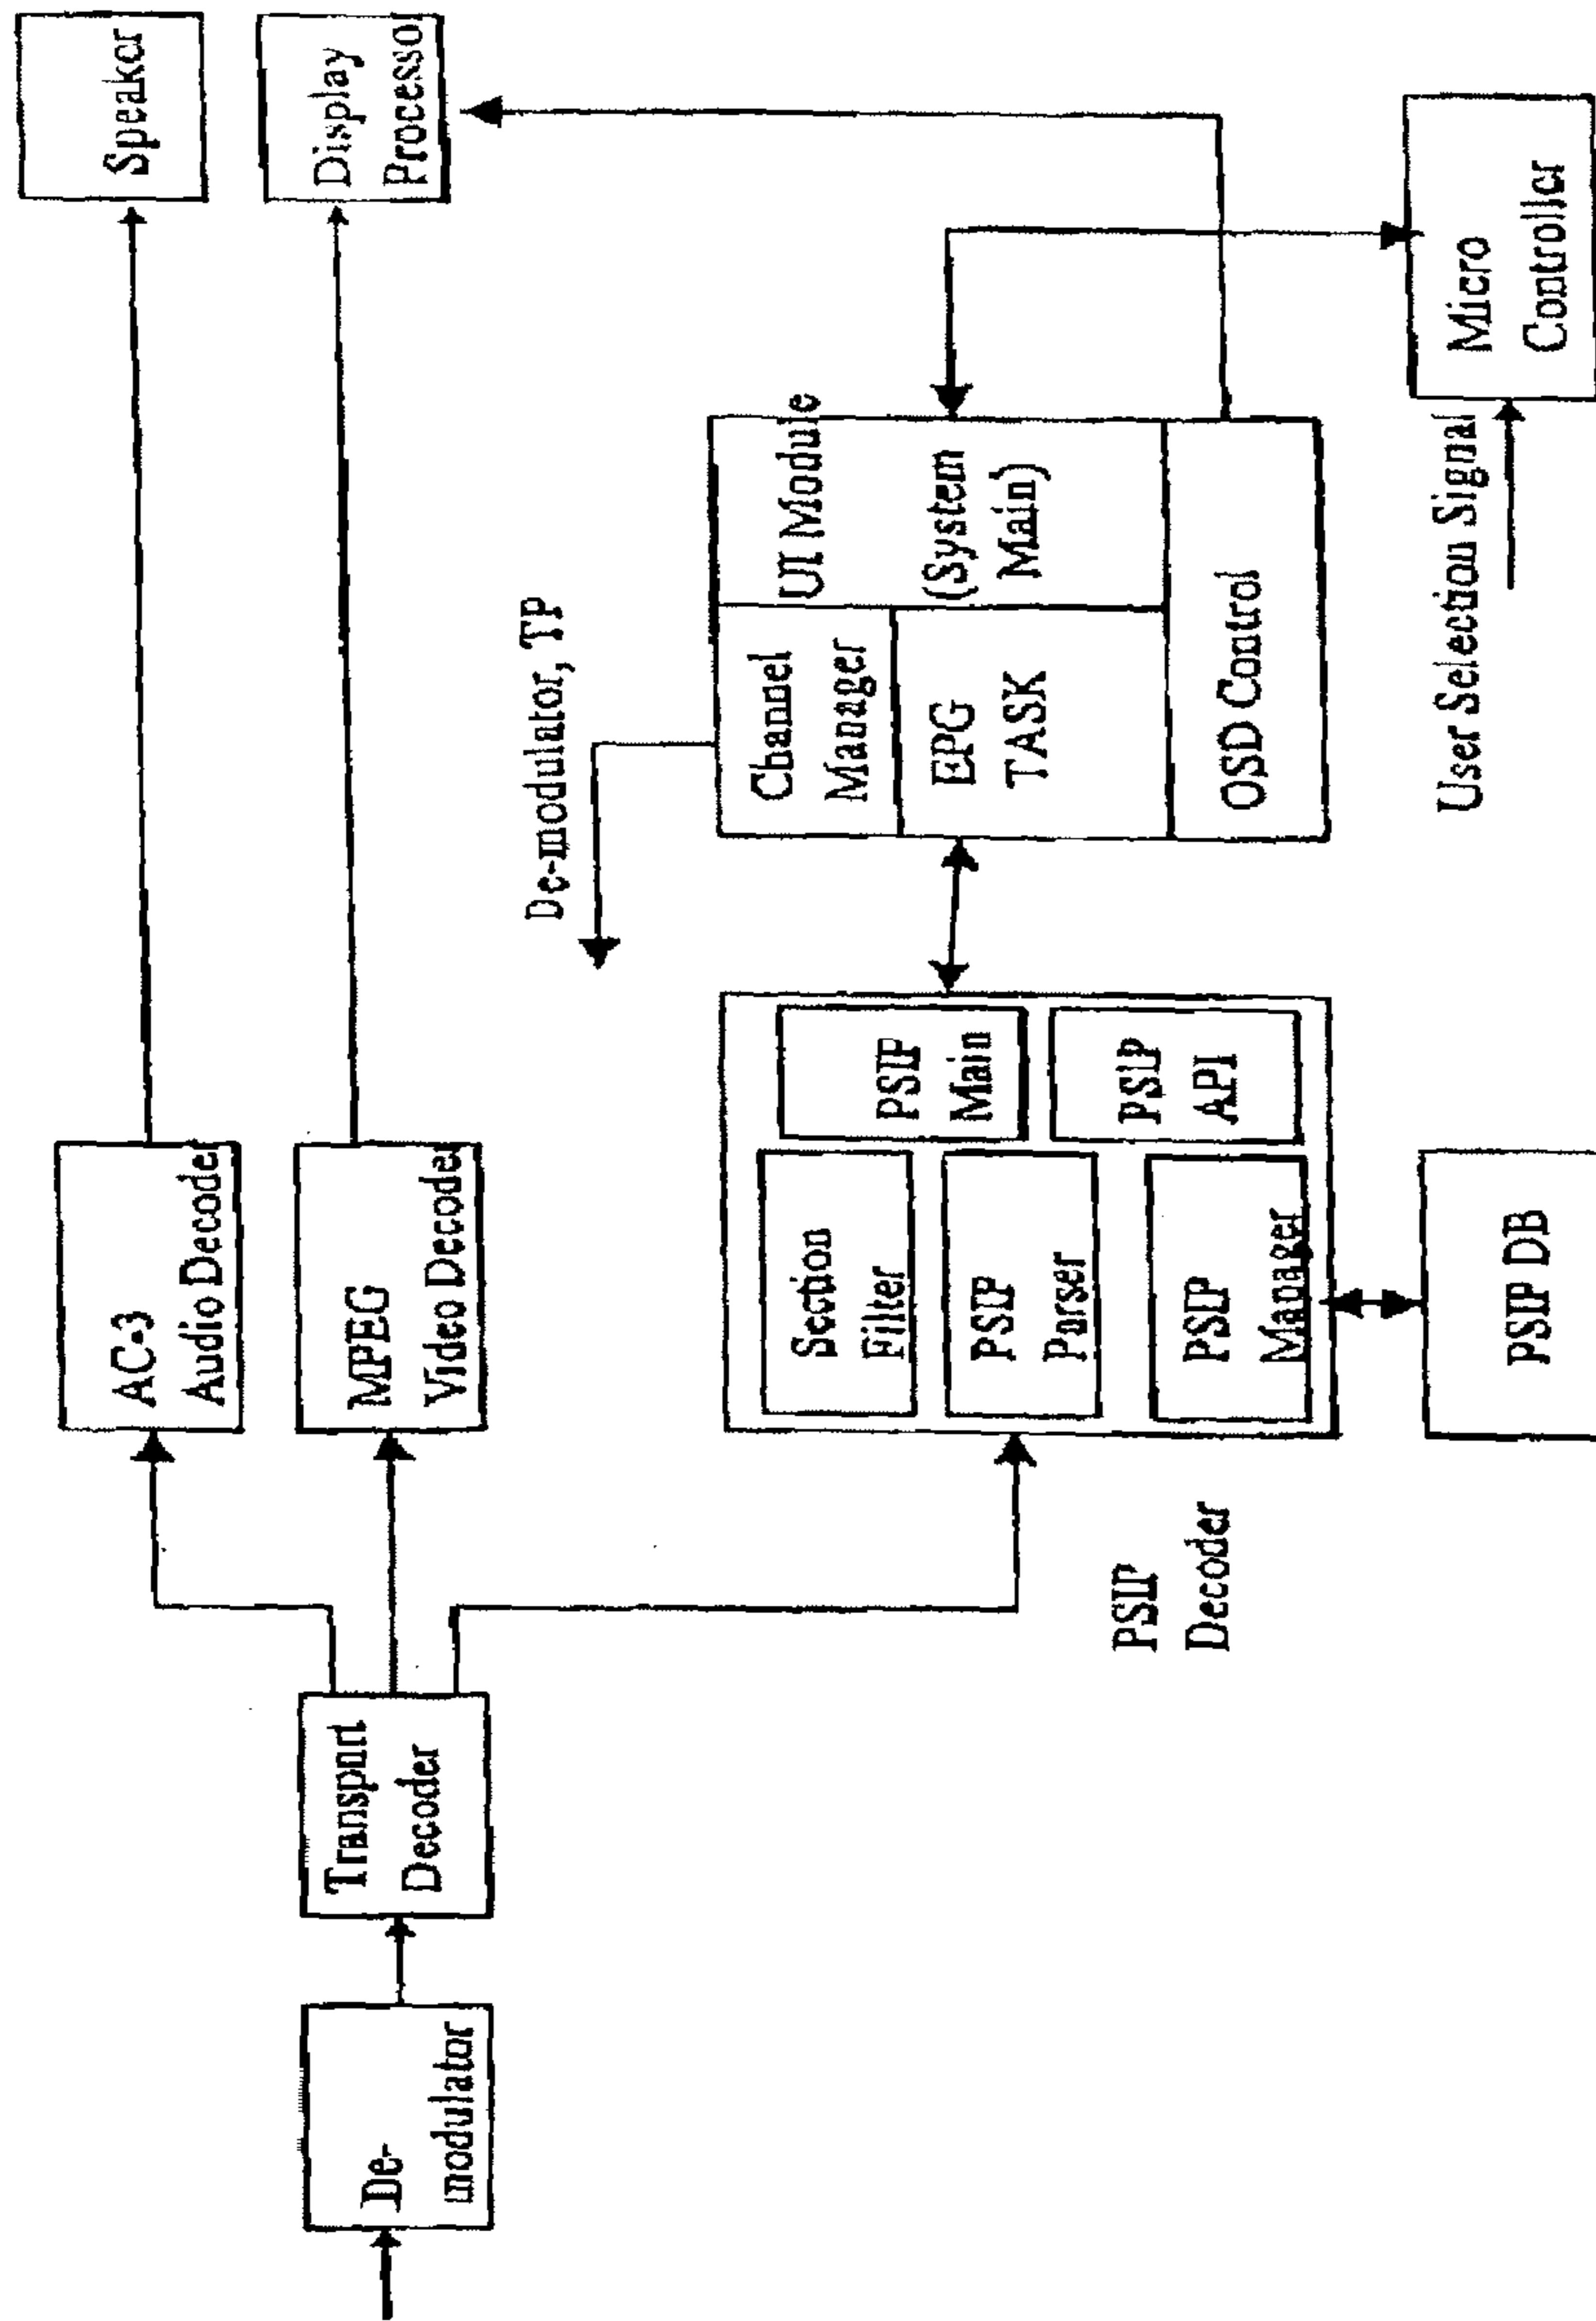 De-
modulator
Transport
Decoder
AC-3
Audio Decoder
MPEG
Video Decoder
Speaker
Display
Processor
De-modulator, TP
PSIP
Decoder
Section
Filter
PSIP
Parser
PSIP
Manager
PSIP
Main
PSIP
API
PSIP DB
Channel
Manager
EPG
TASK
UI Module
(System
Main)
OSD Control
User Selection Signal
Micro
Controller